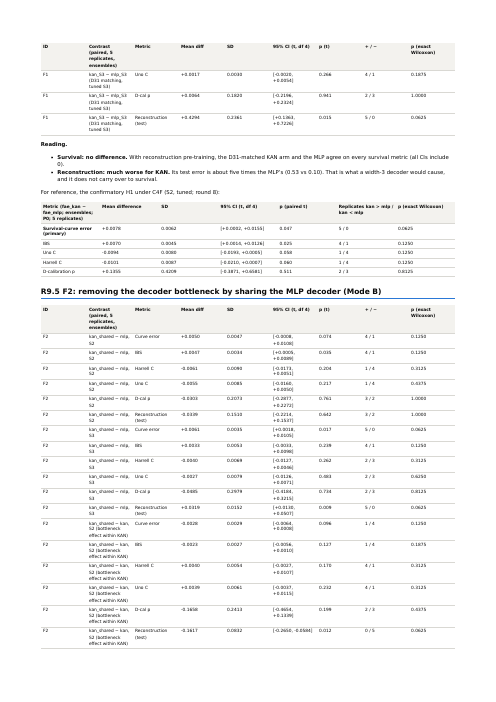 ID Contrast (paired, 5 replicates, ensembles) Metric Mean diff SD 95% CI (t, df 4) p (t) + / − p (exact Wilcoxon)
F1 kan_S3 − mlp_S3 (D31 matching, tuned S3) Uno C +0.0017 0.0030 [-0.0020, +0.0054] 0.266 4 / 1 0.1875
F1 kan_S3 − mlp_S3 (D31 matching, tuned S3) D-cal p +0.0064 0.1820 [-0.2196, +0.2324] 0.941 2 / 3 1.0000
F1 kan_S3 − mlp_S3 (D31 matching, tuned S3) Reconstruction (test) +0.4294 0.2361 [+0.1363, +0.7226] 0.015 5 / 0 0.0625
Reading.
• Survival: no difference. With reconstruction pre-training, the D31-matched KAN arm and the MLP agree on every survival metric (all CIs include
0).
• Reconstruction: much worse for KAN. Its test error is about five times the MLP's (0.53 vs 0.10). That is what a width-3 decoder would cause,
and it does not carry over to survival.
For reference, the confirmatory H1 under C4F (S2, tuned; round 8):
Metric (fae_kan − fae_mlp; ensembles; P0, 5 replicates) Mean difference SD 95% CI (t, df 4) p (paired t) Replicates kan > mlp / kan < mlp p (exact Wilcoxon)
Survival-curve error (primary) +0.0078 0.0062 [+0.0002, +0.0155] 0.047 5 / 0 0.0625
IBS +0.0070 0.0045 [+0.0014, +0.0126] 0.025 4 / 1 0.1250
Uno C -0.0094 0.0080 [-0.0193, +0.0005] 0.058 1 / 4 0.1250
Harrell C -0.0101 0.0087 [-0.0210, +0.0007] 0.060 1 / 4 0.1250
D-calibration p +0.1355 0.4209 [-0.3871, +0.6581] 0.511 2 / 3 0.8125
R9.5 F2: removing the decoder bottleneck by sharing the MLP decoder (Mode B)
ID Contrast (paired, 5 replicates, ensembles) Metric Mean diff SD 95% CI (t, df 4) p (t) + / − p (exact Wilcoxon)
F2 kan_shared − mlp, S2 Curve error +0.0050 0.0047 [-0.0008, +0.0108] 0.074 4 / 1 0.1250
F2 kan_shared − mlp, S2 IBS +0.0047 0.0034 [+0.0005, +0.0089] 0.035 4 / 1 0.1250
F2 kan_shared − mlp, S2 Harrell C -0.0061 0.0090 [-0.0173, +0.0051] 0.204 1 / 4 0.3125
F2 kan_shared − mlp, S2 Uno C -0.0055 0.0085 [-0.0160, +0.0050] 0.217 1 / 4 0.4375
F2 kan_shared − mlp, S2 D-cal p -0.0303 0.2073 [-0.2877, +0.2272] 0.761 3 / 2 1.0000
F2 kan_shared − mlp, S2 Reconstruction (test) -0.0339 0.1510 [-0.2214, +0.1537] 0.642 3 / 2 1.0000
F2 kan_shared − mlp, S3 Curve error +0.0061 0.0035 [+0.0018, +0.0105] 0.017 5 / 0 0.0625
F2 kan_shared − mlp, S3 IBS +0.0033 0.0053 [-0.0033, +0.0098] 0.239 4 / 1 0.1250
F2 kan_shared − mlp, S3 Harrell C -0.0040 0.0069 [-0.0127, +0.0046] 0.262 2 / 3 0.3125
F2 kan_shared − mlp, S3 Uno C -0.0027 0.0079 [-0.0126, +0.0071] 0.483 2 / 3 0.6250
F2 kan_shared − mlp, S3 D-cal p -0.0485 0.2979 [-0.4184, +0.3215] 0.734 2 / 3 0.8125
F2 kan_shared − mlp, S3 Reconstruction (test) +0.0319 0.0152 [+0.0130, +0.0507] 0.009 5 / 0 0.0625
F2 kan_shared − kan, S2 (bottleneck effect within KAN) Curve error -0.0028 0.0029 [-0.0064, +0.0008] 0.096 1 / 4 0.1250
F2 kan_shared − kan, S2 (bottleneck effect within KAN) IBS -0.0023 0.0027 [-0.0056, +0.0010] 0.127 1 / 4 0.1875
F2 kan_shared − kan, S2 (bottleneck effect within KAN) Harrell C +0.0040 0.0054 [-0.0027, +0.0107] 0.170 4 / 1 0.3125
F2 kan_shared − kan, S2 (bottleneck effect within KAN) Uno C +0.0039 0.0061 [-0.0037, +0.0115] 0.232 4 / 1 0.3125
F2 kan_shared − kan, S2 (bottleneck effect within KAN) D-cal p -0.1658 0.2413 [-0.4654, +0.1339] 0.199 2 / 3 0.4375
F2 kan_shared − kan, S2 (bottleneck effect within KAN) Reconstruction (test) -0.1617 0.0832 [-0.2650, -0.0584] 0.012 0 / 5 0.0625